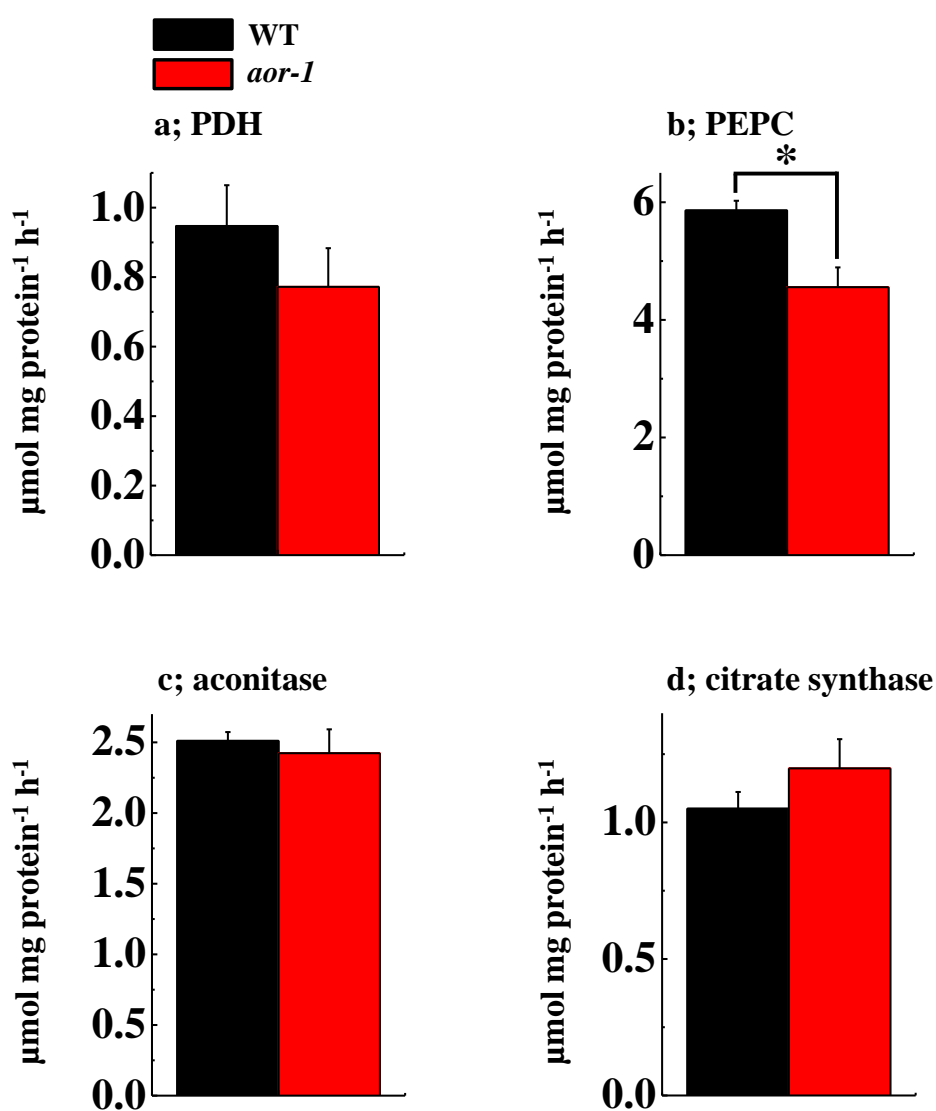 WT
aor-1
a; PDH
µmol mg protein-1 h-1
1.0
0.8
0.6
0.4
0.2
0.0
b; PEPC
*
µmol mg protein-1 h-1
6
4
2
0
c; aconitase
µmol mg protein-1 h-1
2.5
2.0
1.5
1.0
0.5
0.0
d; citrate synthase
µmol mg protein-1 h-1
1.0
0.5
0.0